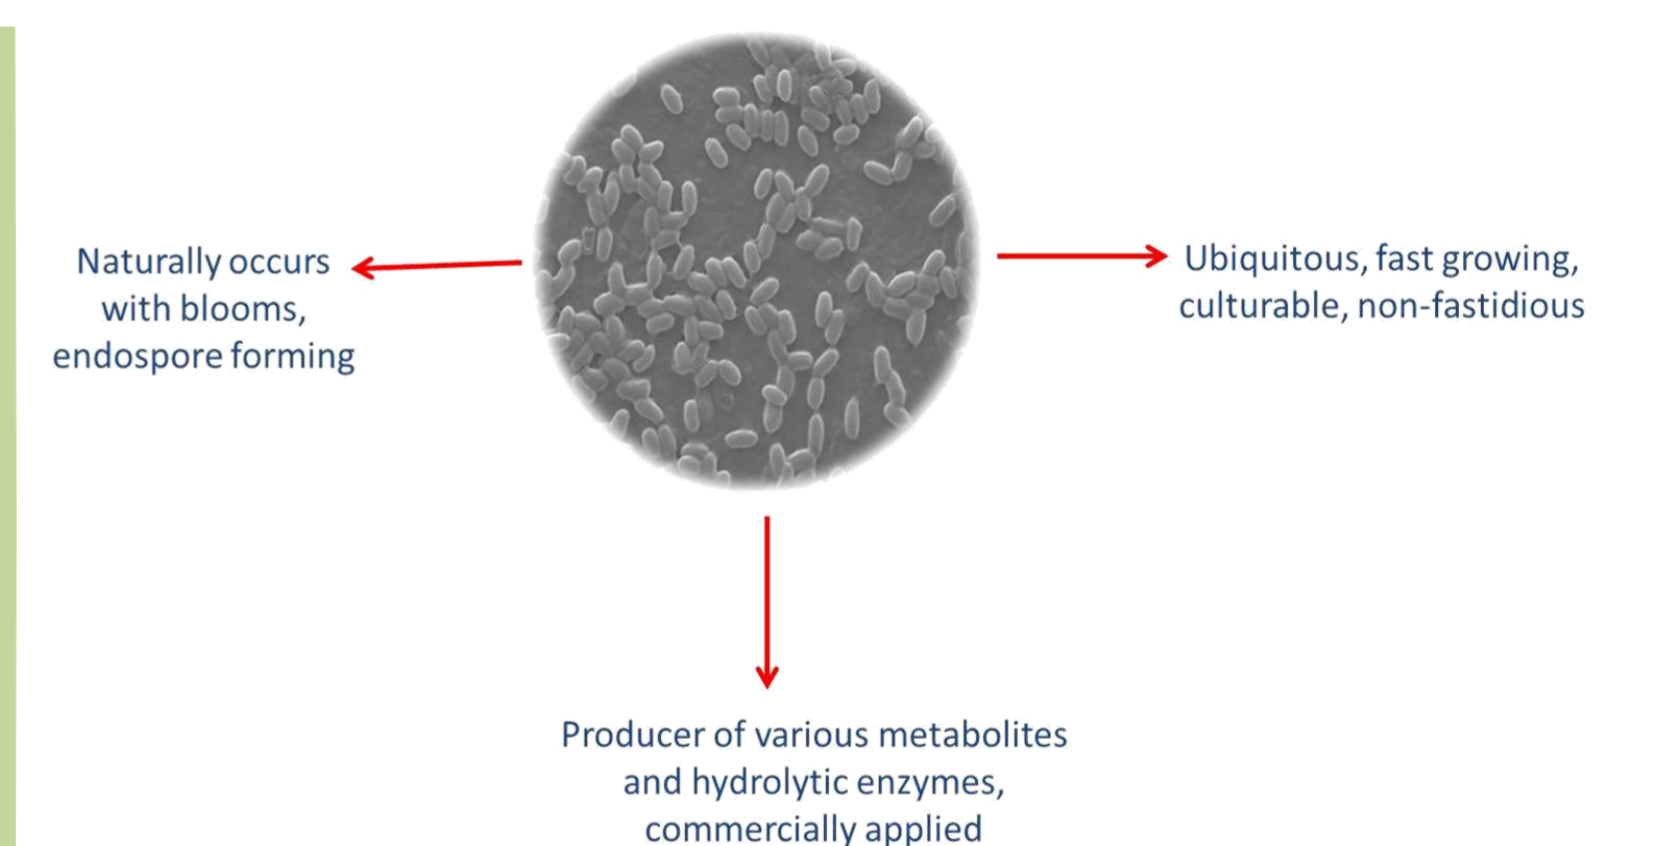 Naturally occurs
with blooms,
endospore forming
Ubiquitous, fast growing,
culturable, non-fastidious
Producer of various metabolites
and hydrolytic enzymes,
commercially applied